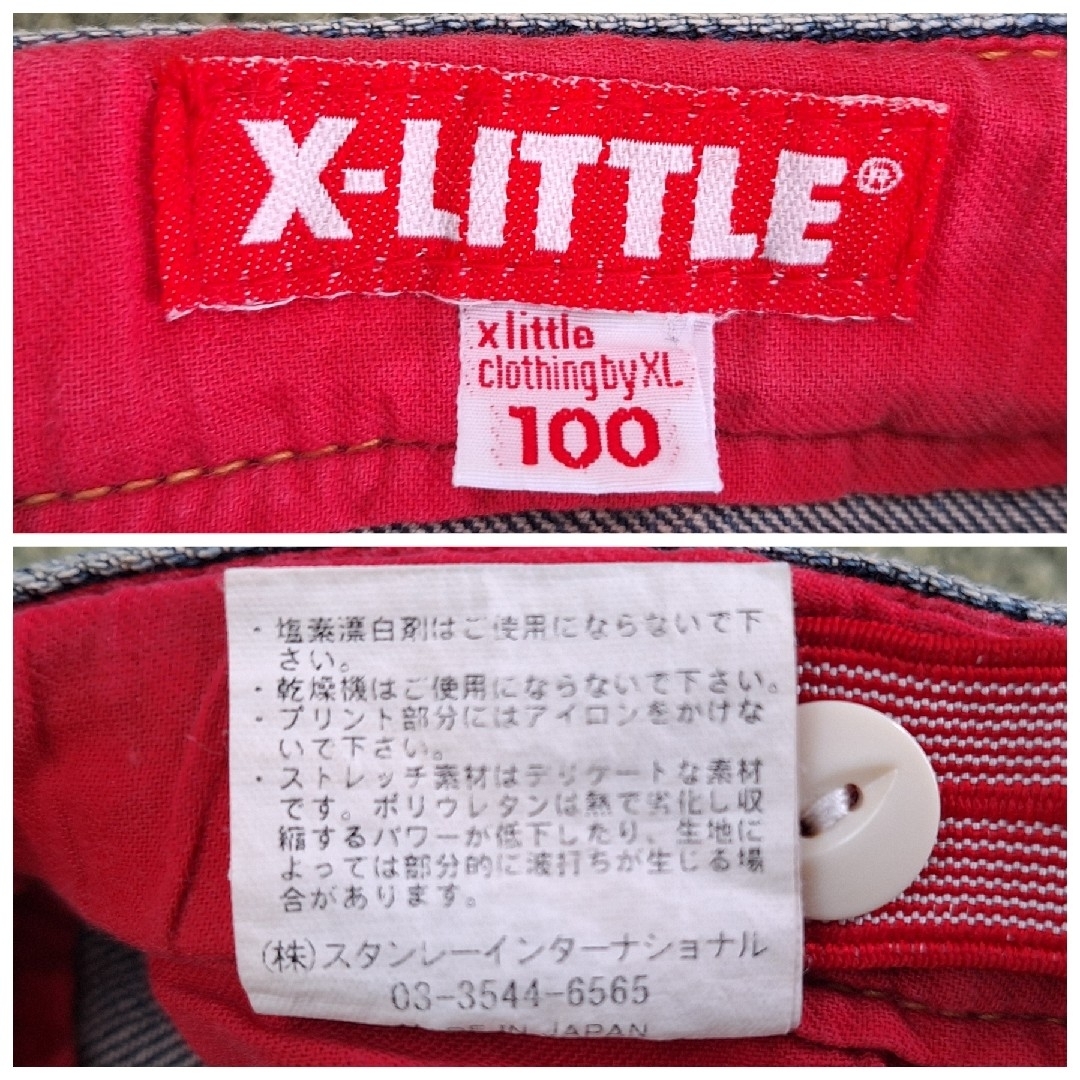 X-LITTLE®
x little
clothing by XL
100
・塩素漂白剤はご使用にならないで下
さい。
・乾燥機はご使用にならないで下さい。
・プリント部分にはアイロンをかけな
いで下さい。
・ストレッチ素材はデリケートな素材
です。ポリウレタンは熱で劣化し収
縮するパワーが低下したり、生地に
よっては部分的に波打ちが生じる場
合があります。
(株)スタンレーインターナショナル
03-3544-6565
MADE IN JAPAN